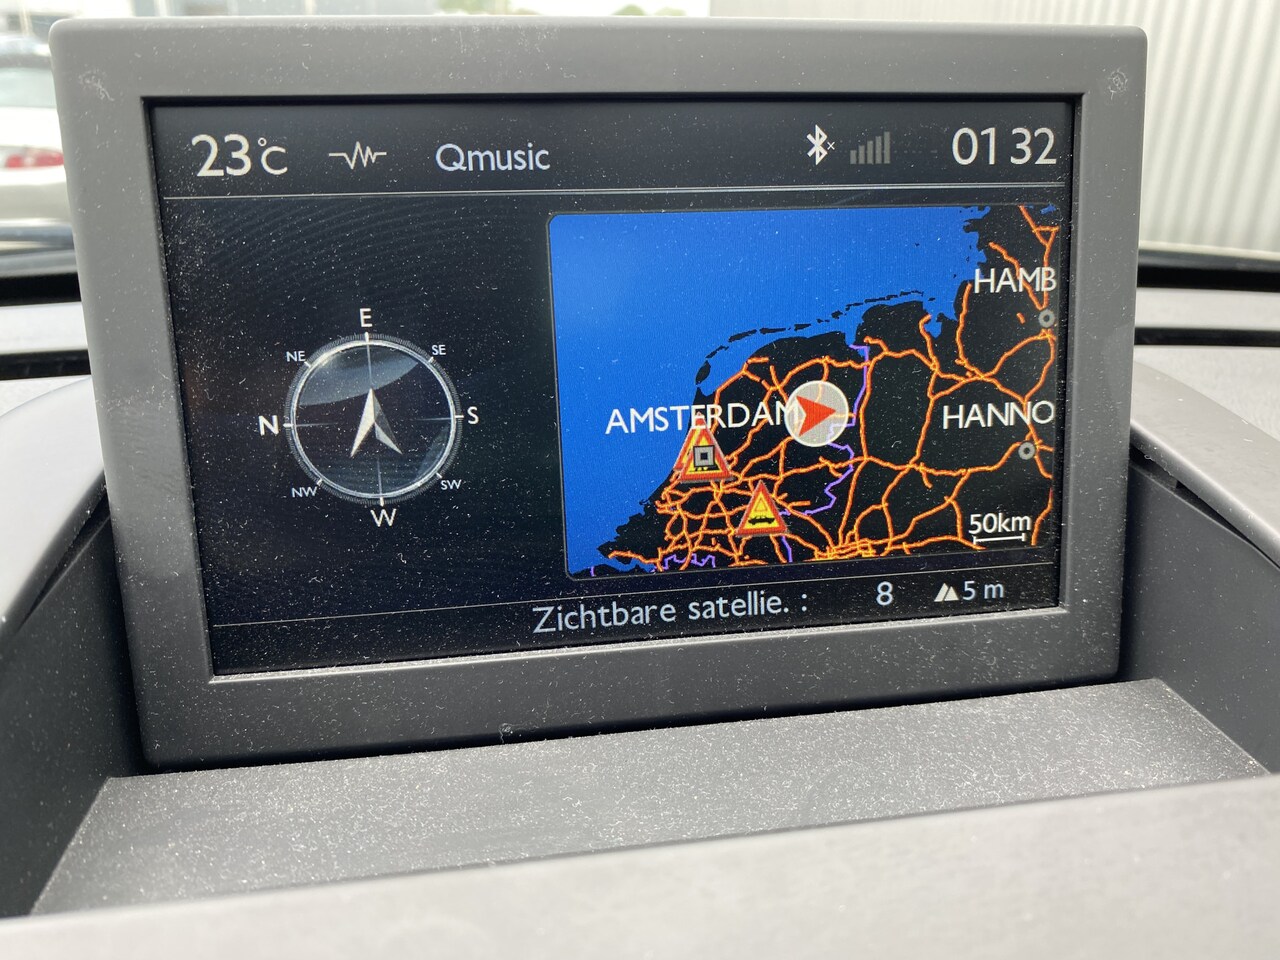 23°C Qmusic 01 32
E
NE SE
N S
NW SW
W
HAMB
AMSTERDAM HANNO
50km
Zichtbare satellie. : 8 5 m